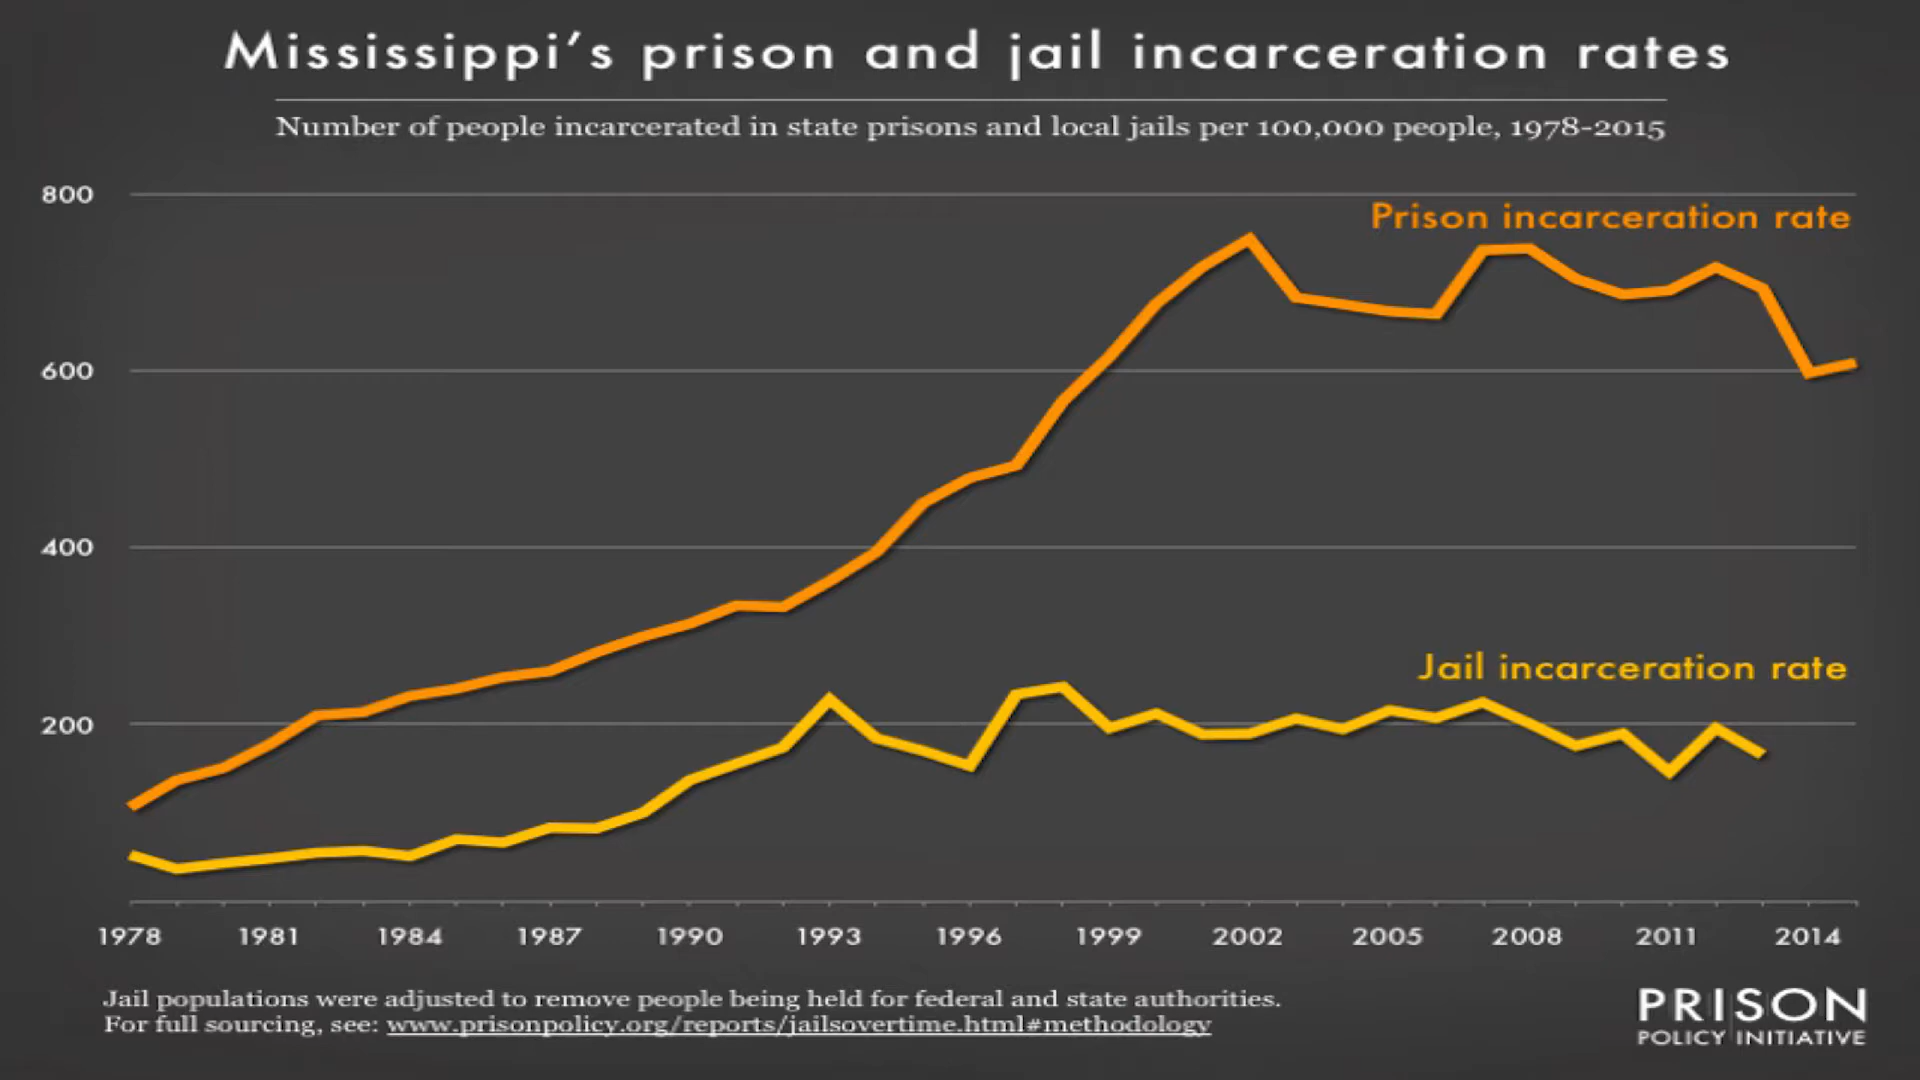 Mississippi's prison and jail incarceration rates
Number of people incarcerated in state prisons and local jails per 100,000 people, 1978-2015
800
Prison incarceration rate
600
400
Jail incarceration rate
200
1978 1981 1984 1987 1990 1993 1996 1999 2002 2005 2008 2011 2014
Jail populations were adjusted to remove people being held for federal and state authorities.
For full sourcing, see: www.prisonpolicy.org/reports/jailsovertime.html#methodology
PRISON
POLICY INITIATIVE